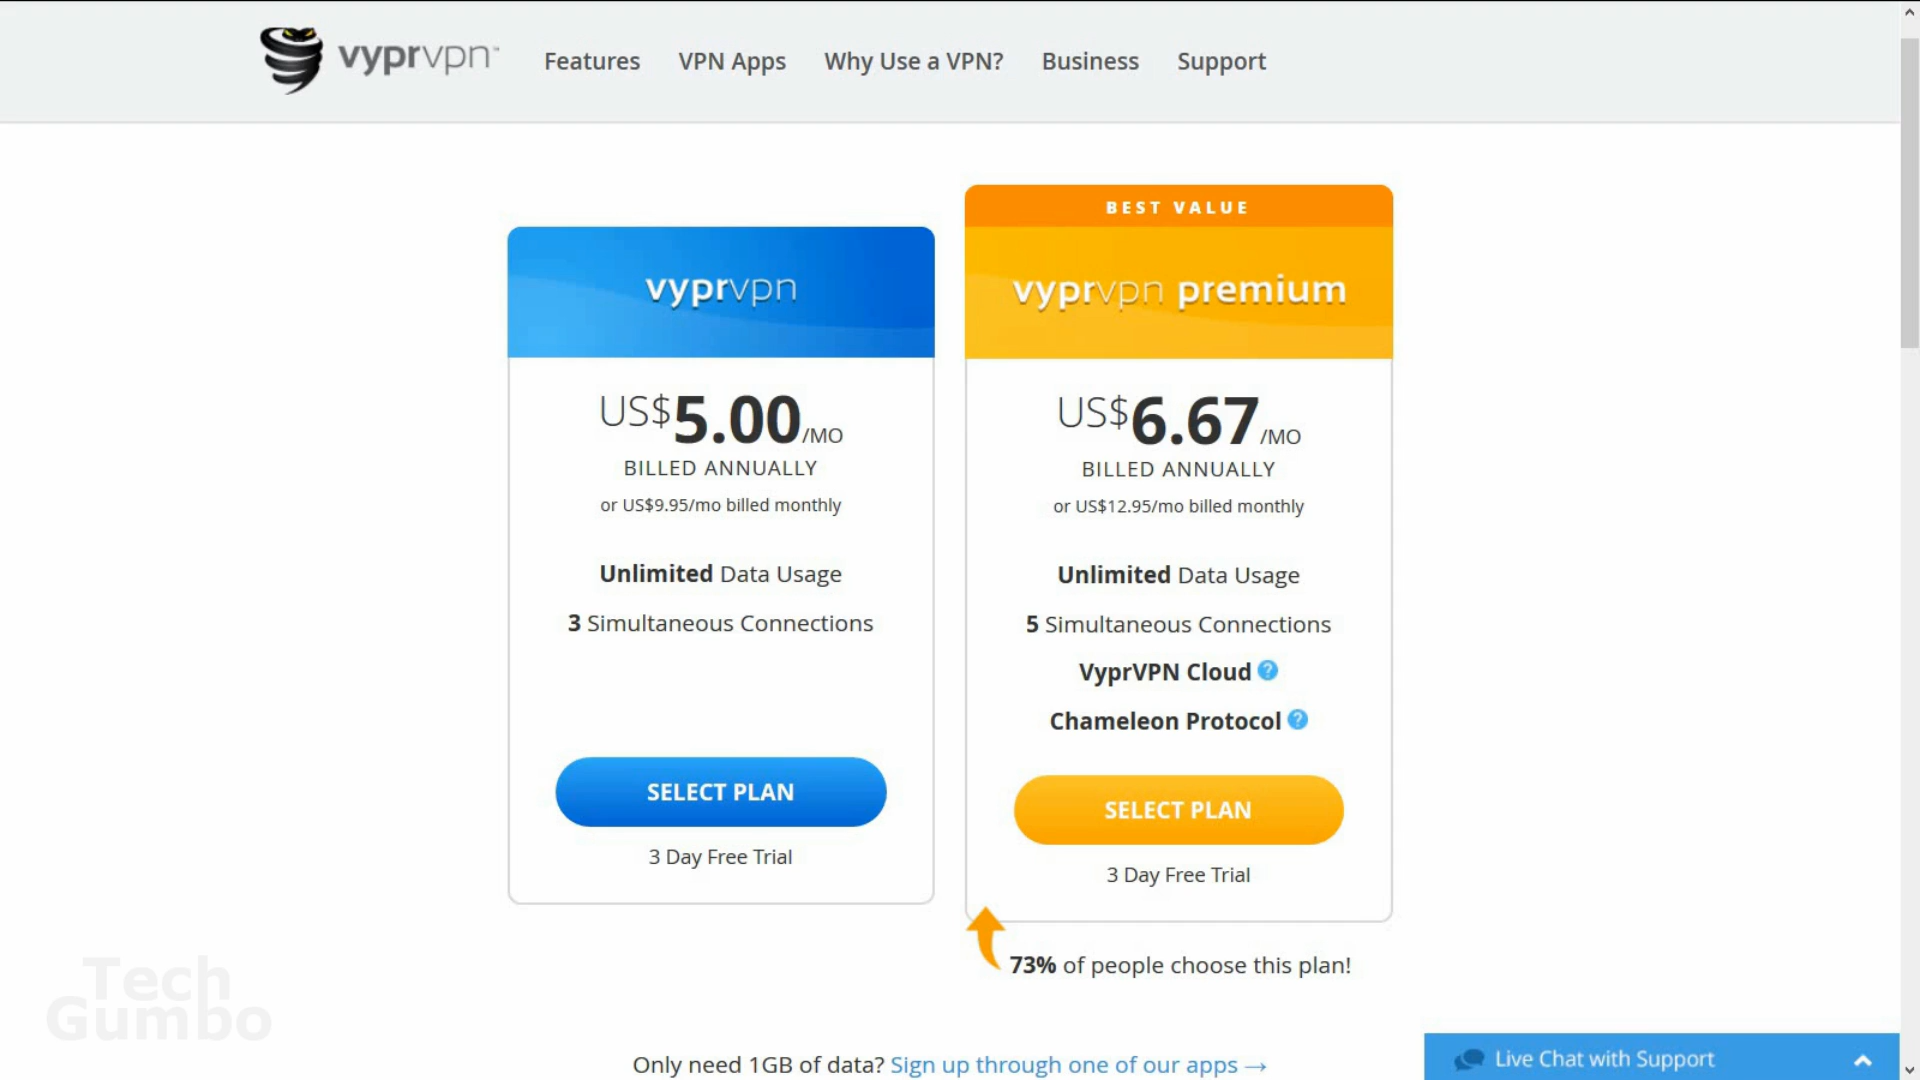 vyprvpn™
Features
VPN Apps
Why Use a VPN?
Business
Support
vyprvpn
US$5.00/MO
BILLED ANNUALLY
or US$9.95/mo billed monthly
Unlimited Data Usage
3 Simultaneous Connections
SELECT PLAN
3 Day Free Trial
BEST VALUE
vyprvpn premium
US$6.67/MO
BILLED ANNUALLY
or US$12.95/mo billed monthly
Unlimited Data Usage
5 Simultaneous Connections
VyprVPN Cloud ?
Chameleon Protocol ?
SELECT PLAN
3 Day Free Trial
73% of people choose this plan!
Tech
Gumbo
Only need 1GB of data? Sign up through one of our apps →
Live Chat with Support